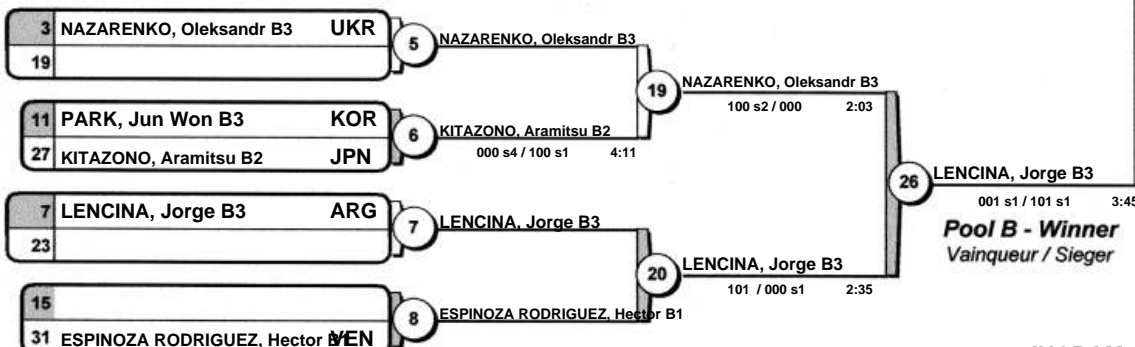 3 NAZARENKO, Oleksandr B3 UKR
19
5
NAZARENKO, Oleksandr B3
11 PARK, Jun Won B3 KOR
27 KITAZONO, Aramitsu B2 JPN
6
KITAZONO, Aramitsu B2
000 s4 / 100 s1 4:11
19
NAZARENKO, Oleksandr B3
100 s2 / 000 2:03
7 LENCINA, Jorge B3 ARG
23
7
LENCINA, Jorge B3
15
31 ESPINOZA RODRIGUEZ, Hector B1 VEN
8
ESPINOZA RODRIGUEZ, Hector B1
20
LENCINA, Jorge B3
101 / 000 s1 2:35
26
LENCINA, Jorge B3
001 s1 / 101 s1 3:45
Pool B - Winner
Vainqueur / Sieger